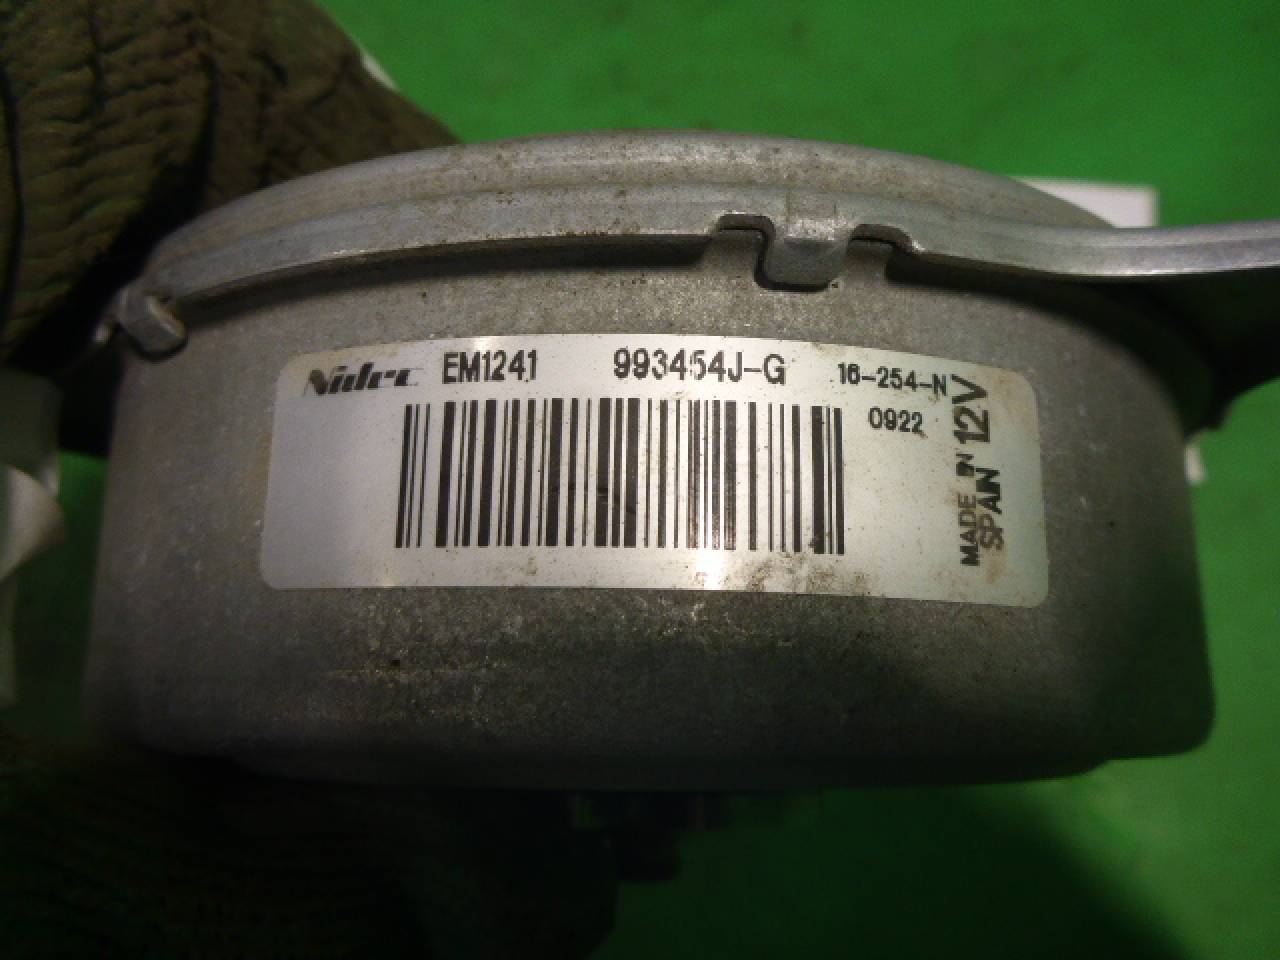 Nidec EM1241 993454J-G 16-254-N
0922
MADE IN
SPAIN 12V